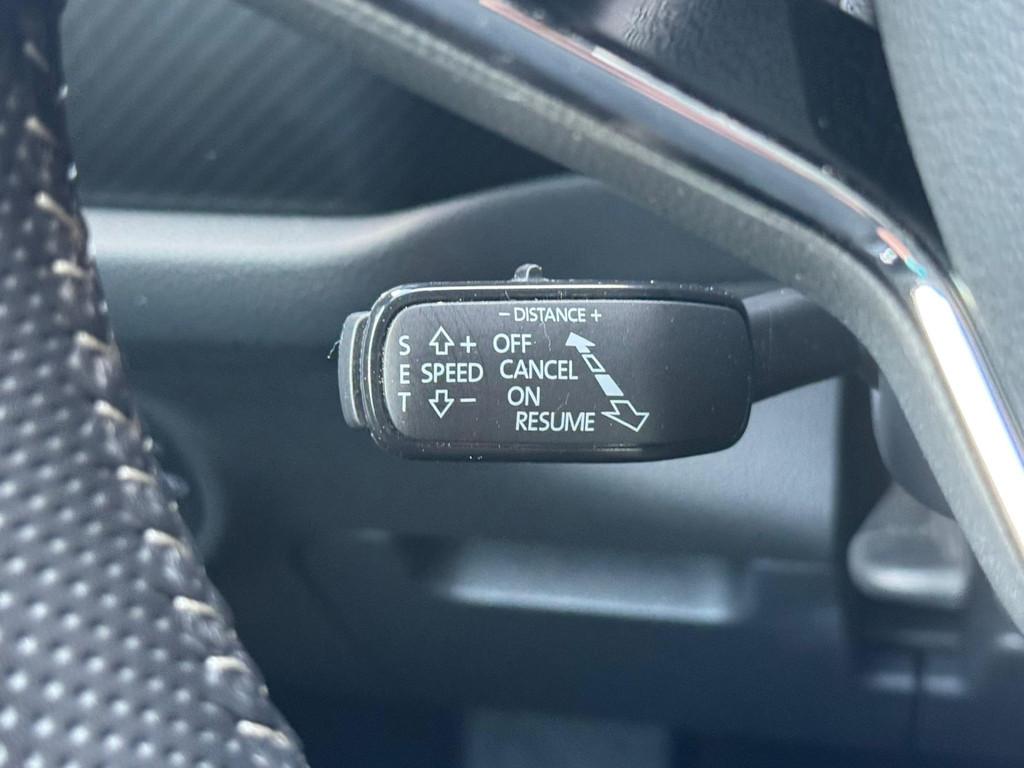 − DISTANCE +
S ⇧ + OFF
E SPEED CANCEL
T ⇩ − ON
RESUME